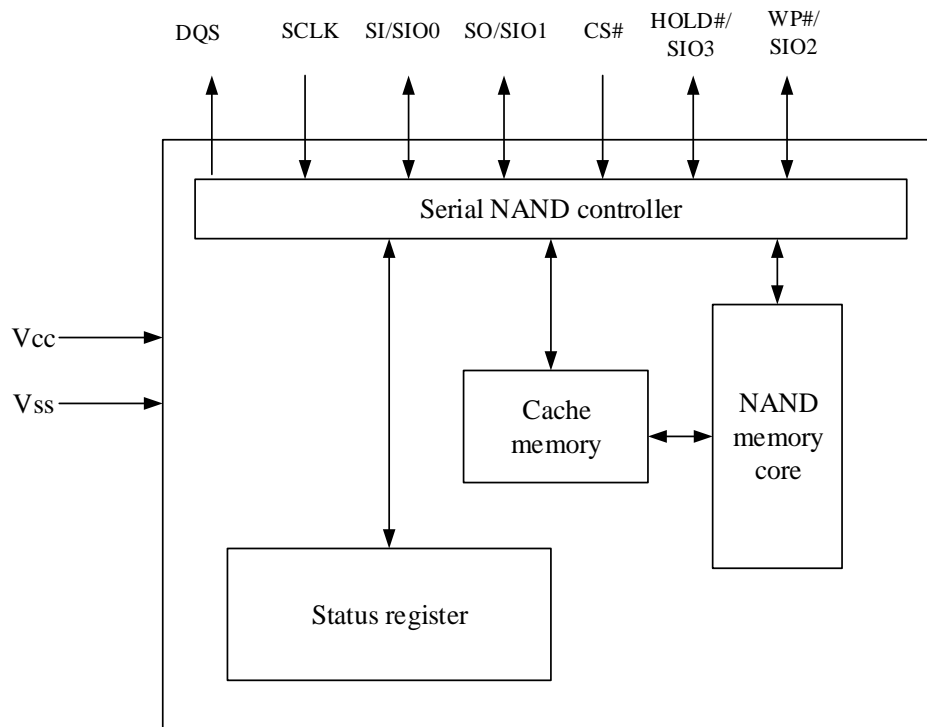 DQS
SCLK
SI/SIO0
SO/SIO1
CS#
HOLD#/
SIO3
WP#/
SIO2
Serial NAND controller
Vcc
Vss
Cache
memory
NAND
memory
core
Status register